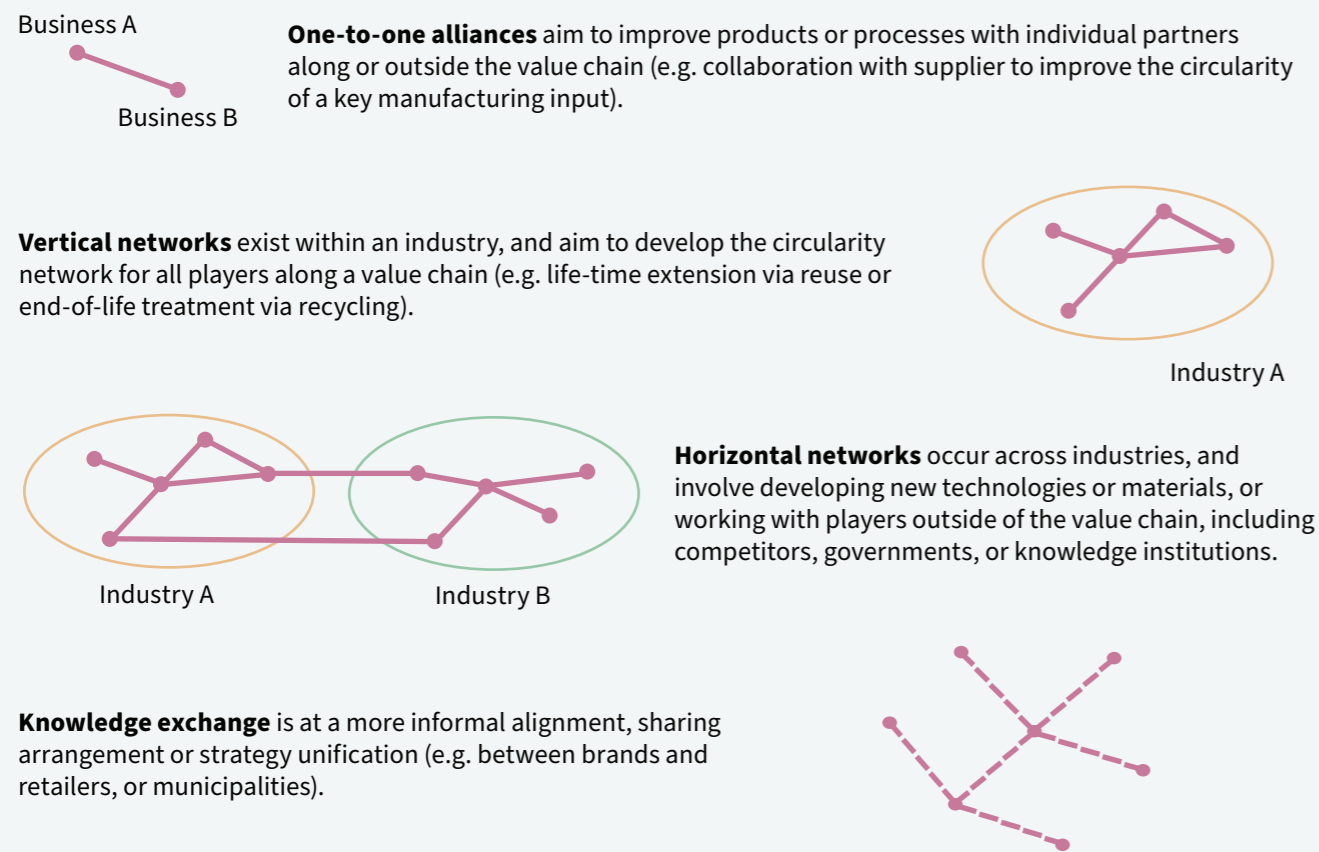 Business A
Business B
One-to-one alliances aim to improve products or processes with individual partners
along or outside the value chain (e.g. collaboration with supplier to improve the circularity
of a key manufacturing input).
Vertical networks exist within an industry, and aim to develop the circularity
network for all players along a value chain (e.g. life-time extension via reuse or
end-of-life treatment via recycling).
Industry A
Industry A
Industry B
Horizontal networks occur across industries, and
involve developing new technologies or materials, or
working with players outside of the value chain, including
competitors, governments, or knowledge institutions.
Knowledge exchange is at a more informal alignment, sharing
arrangement or strategy unification (e.g. between brands and
retailers, or municipalities).